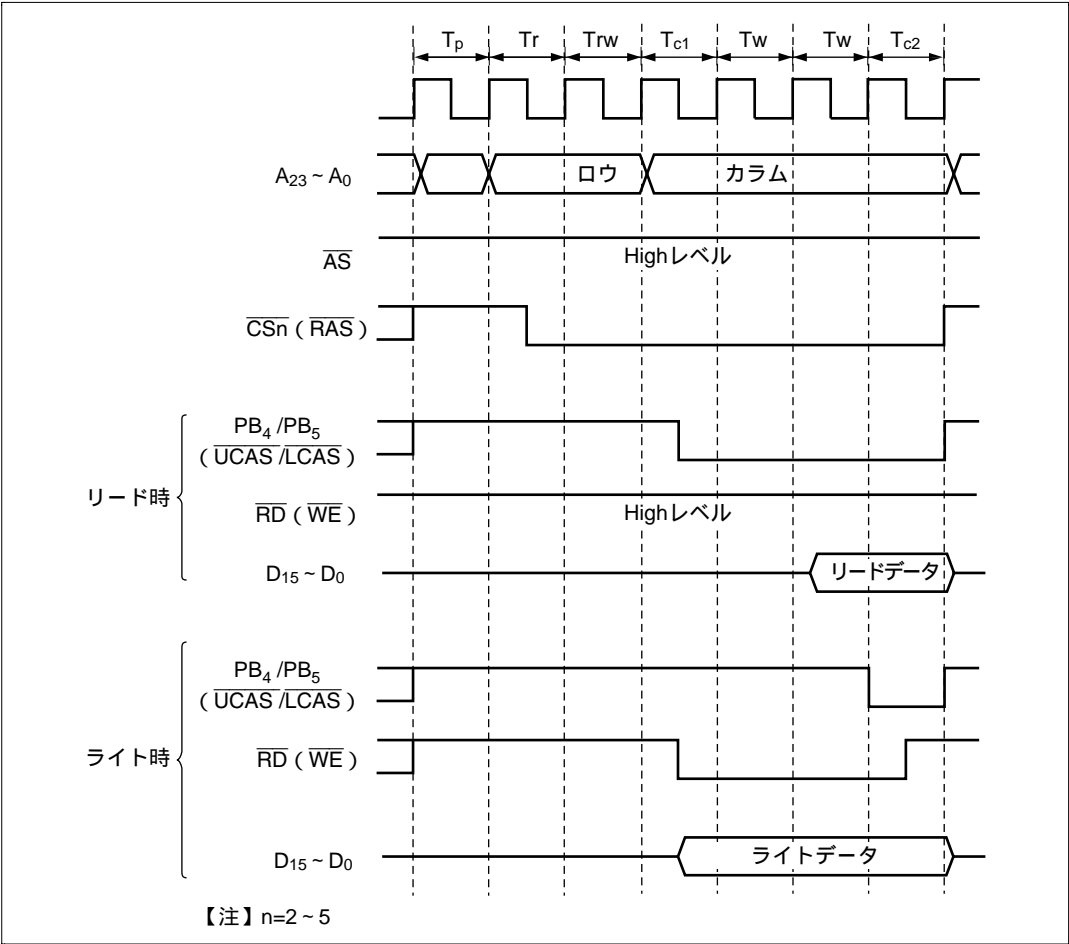 Tp Tr Trw Tc1 Tw Tw Tc2
A23 ~ A0 ロウ カラム
AS Highレベル
CSn ( RAS )
リード時
PB4 /PB5
( UCAS /LCAS )
RD ( WE ) Highレベル
D15 ~ D0 リードデータ
ライト時
PB4 /PB5
( UCAS /LCAS )
RD ( WE )
D15 ~ D0 ライトデータ
【注】n=2 ~ 5